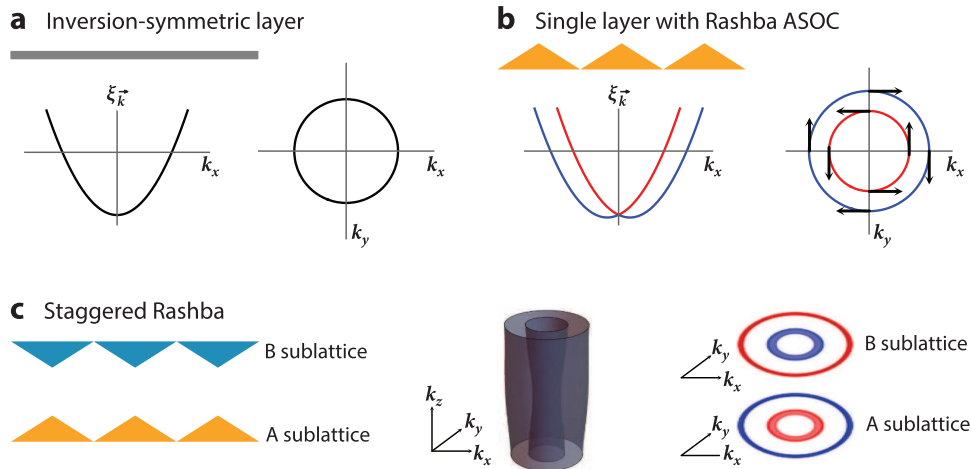 a Inversion-symmetric layer
b Single layer with Rashba ASOC
ξk⃗
kx
kx
ky
ξk⃗
kx
kx
ky
c Staggered Rashba
B sublattice
A sublattice
kz
ky
kx
ky
kx
B sublattice
ky
kx
A sublattice